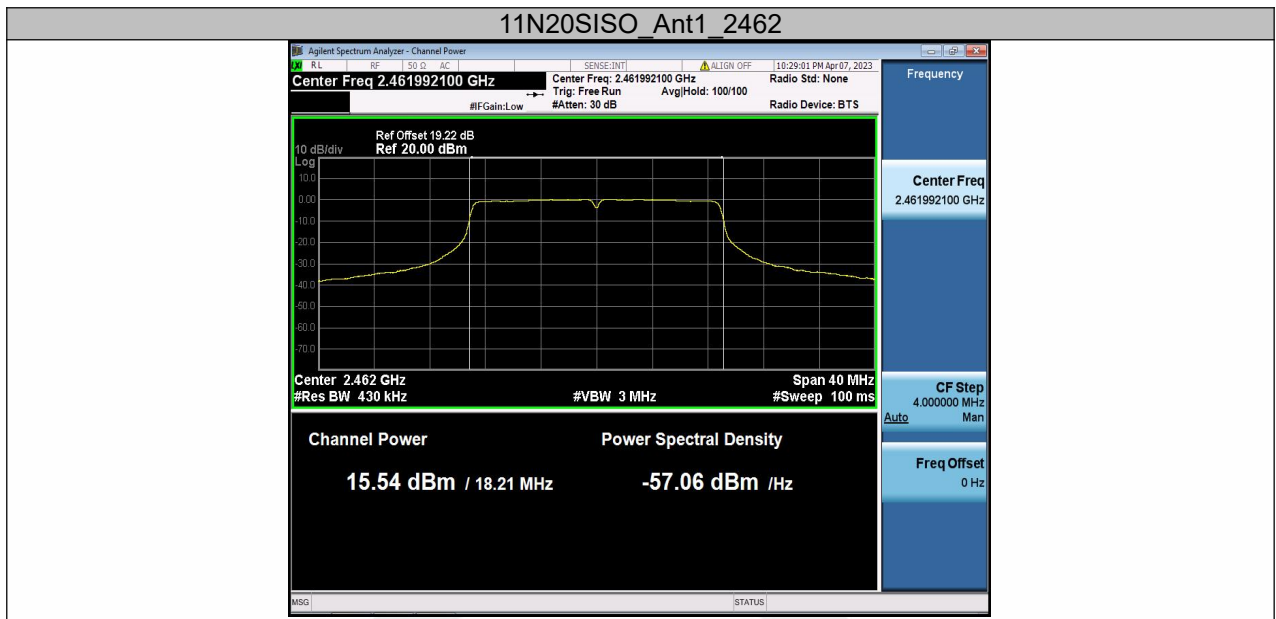 11N20SISO_Ant1_2462
Agilent Spectrum Analyzer - Channel Power
RL RF 50 Ω AC SENSE:INT ALIGN OFF 10:29:01 PM Apr 07, 2023
Center Freq 2.461992100 GHz
Center Freq: 2.461992100 GHz
Radio Std: None
Trig: Free Run Avg|Hold: 100/100
#IFGain:Low
#Atten: 30 dB
Radio Device: BTS
Ref Offset 19.22 dB
10 dB/div Ref 20.00 dBm
Log
10.0
0.00
-10.0
-20.0
-30.0
-40.0
-50.0
-60.0
-70.0
Center 2.462 GHz
Span 40 MHz
#Res BW 430 kHz
#VBW 3 MHz
#Sweep 100 ms
Channel Power
Power Spectral Density
15.54 dBm / 18.21 MHz
-57.06 dBm /Hz
MSG
STATUS
Frequency
Center Freq
2.461992100 GHz
CF Step
4.000000 MHz
Auto Man
Freq Offset
0 Hz